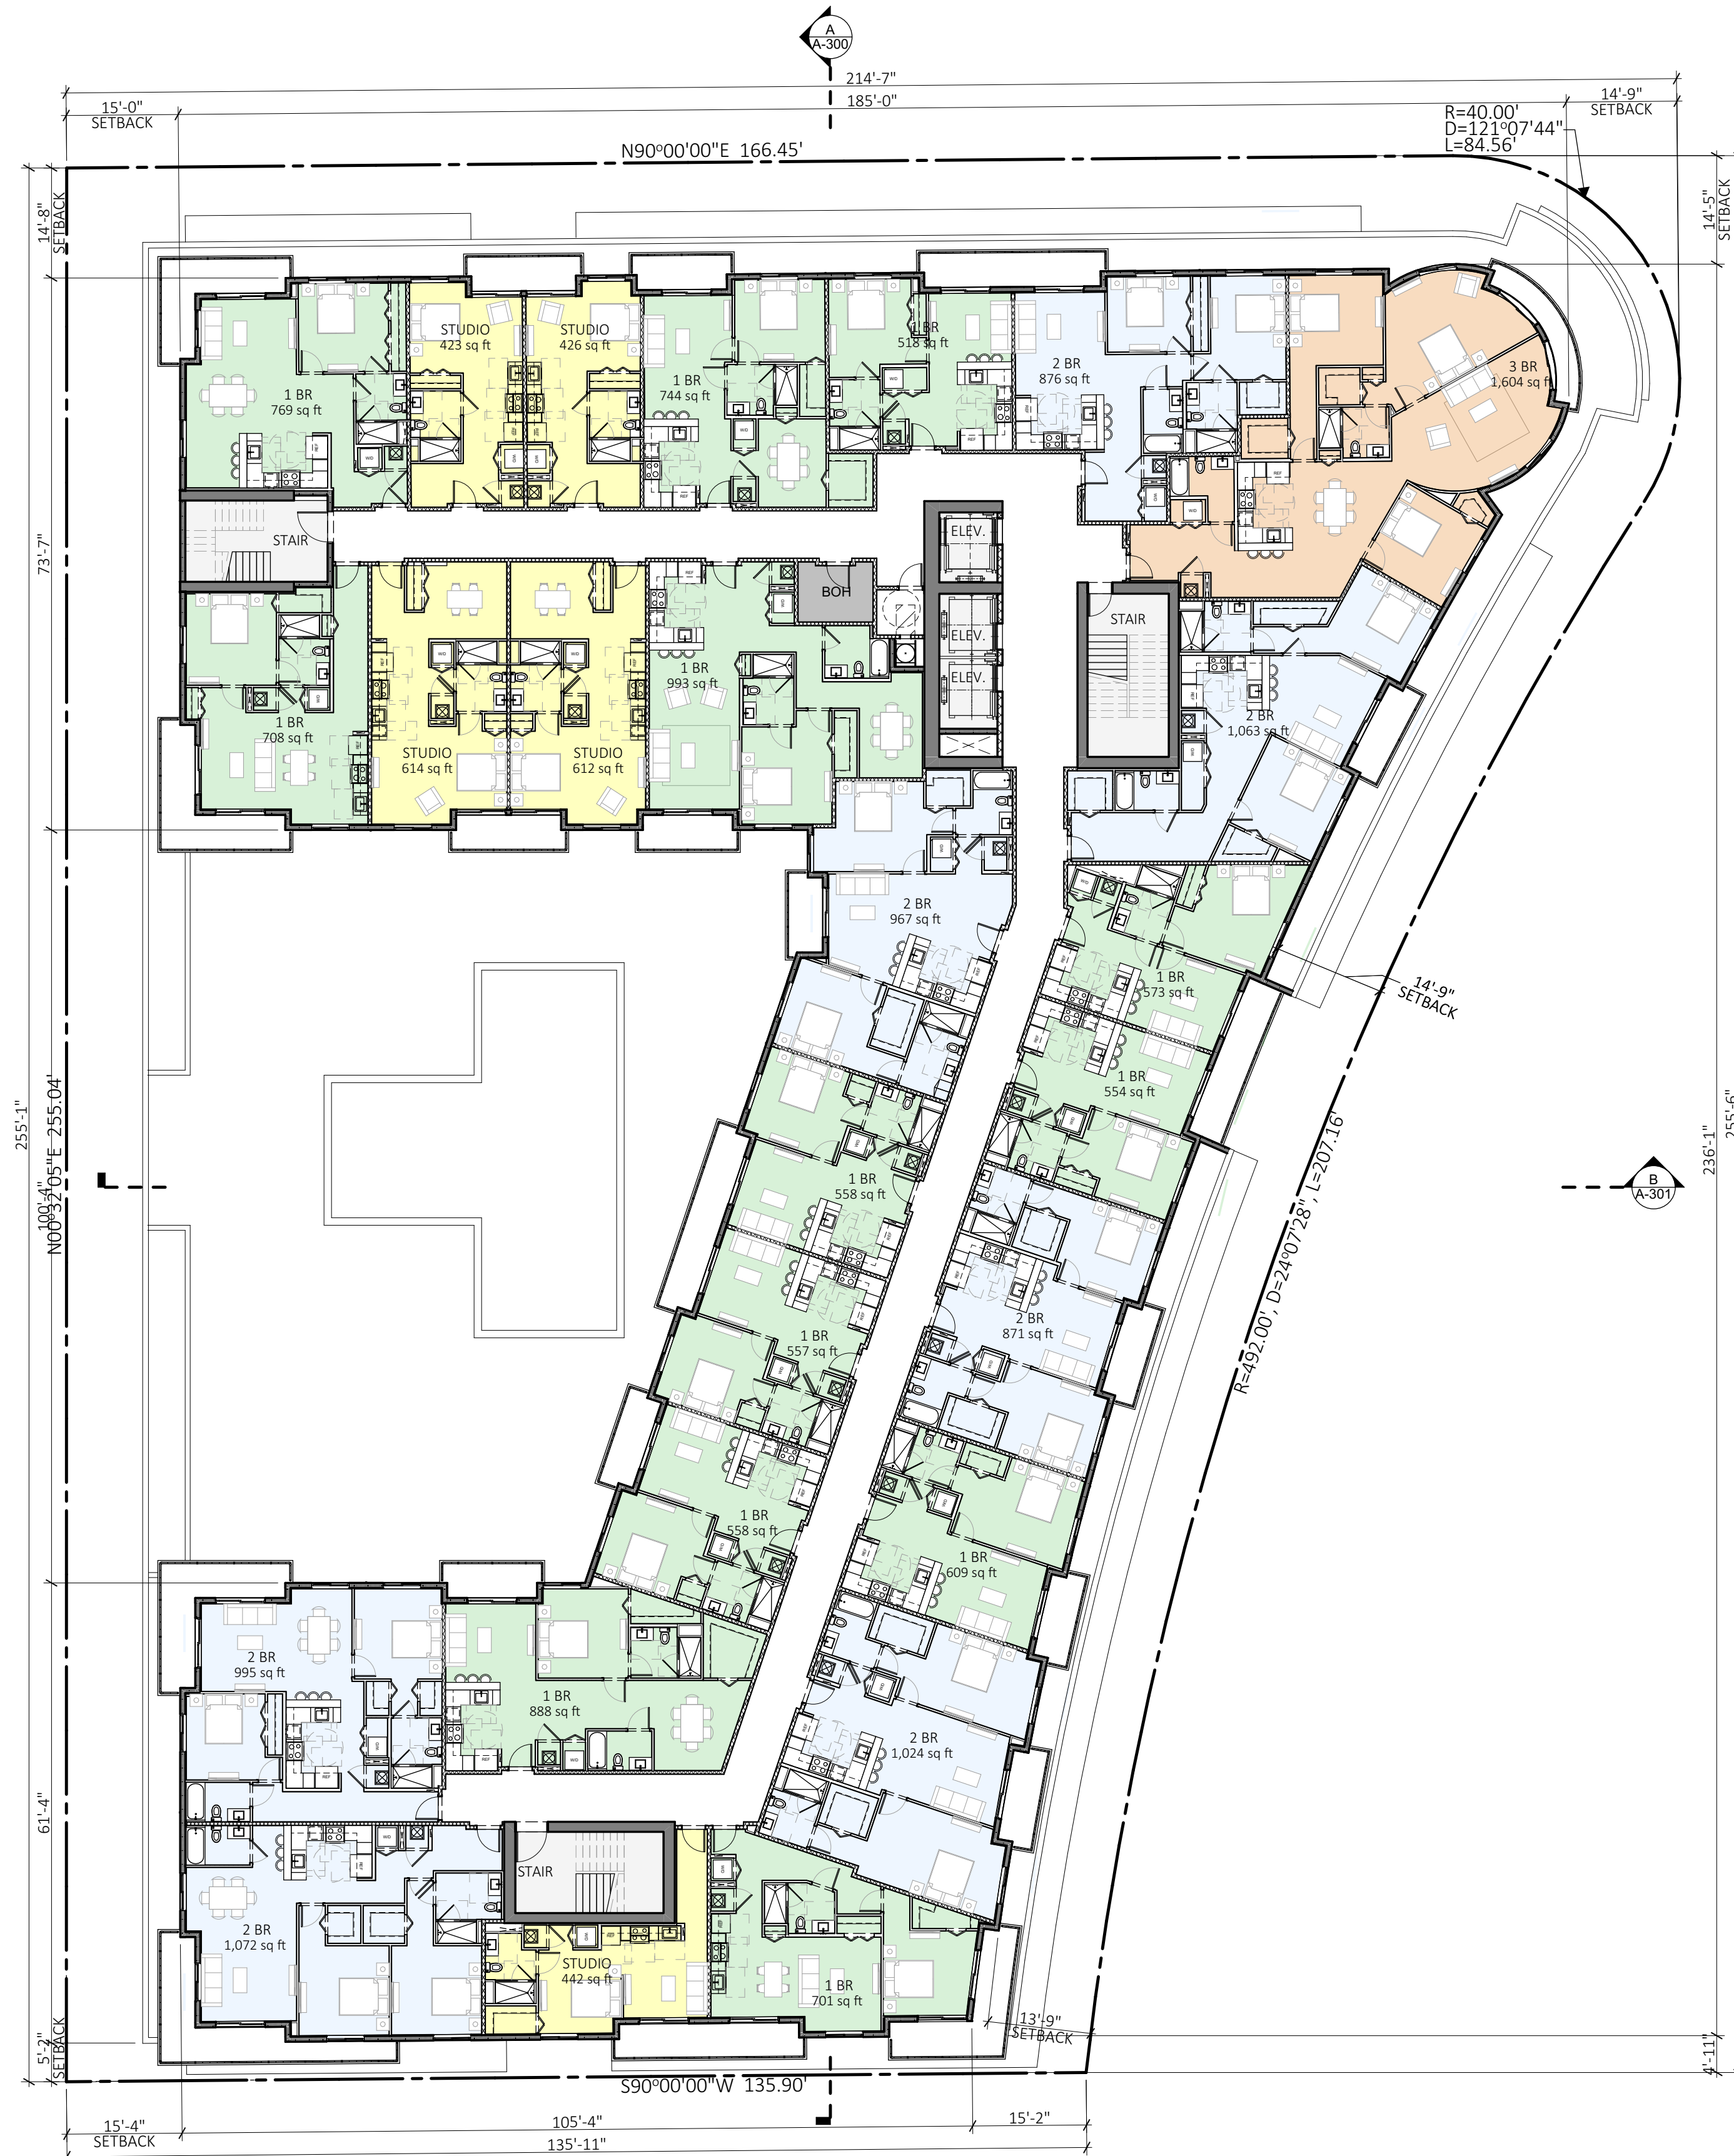 A
A-300
214'-7"
185'-0"
15'-0"
SETBACK
14'-9"
SETBACK
R=40.00'
D=121º07'44"
L=84.56'
N90º00'00"E 166.45'
14'-8"
SETBACK
14'-5"
SETBACK
STUDIO
423 sq ft
STUDIO
426 sq ft
1 BR
518 sq ft
2 BR
876 sq ft
3 BR
1,604 sq ft
1 BR
769 sq ft
1 BR
744 sq ft
STAIR
ELEV.
73'-7"
BOH
STAIR
ELEV.
ELEV.
1 BR
993 sq ft
1 BR
708 sq ft
STUDIO
614 sq ft
STUDIO
612 sq ft
2 BR
1,063 sq ft
2 BR
967 sq ft
1 BR
573 sq ft
14'-9"
SETBACK
1 BR
554 sq ft
255'-1"
N00º32'05"E 255.04'
100'-4"
R=492.00', D=24º07'28", L=207.16'
236'-1"
255'-6"
B
A-301
1 BR
558 sq ft
2 BR
871 sq ft
1 BR
557 sq ft
1 BR
558 sq ft
1 BR
609 sq ft
2 BR
995 sq ft
1 BR
888 sq ft
2 BR
1,024 sq ft
61'-4"
STAIR
2 BR
1,072 sq ft
STUDIO
442 sq ft
1 BR
701 sq ft
13'-9"
SETBACK
5'-2"
SETBACK
4'-11"
S90º00'00"W 135.90'
15'-4"
SETBACK
105'-4"
15'-2"
135'-11"